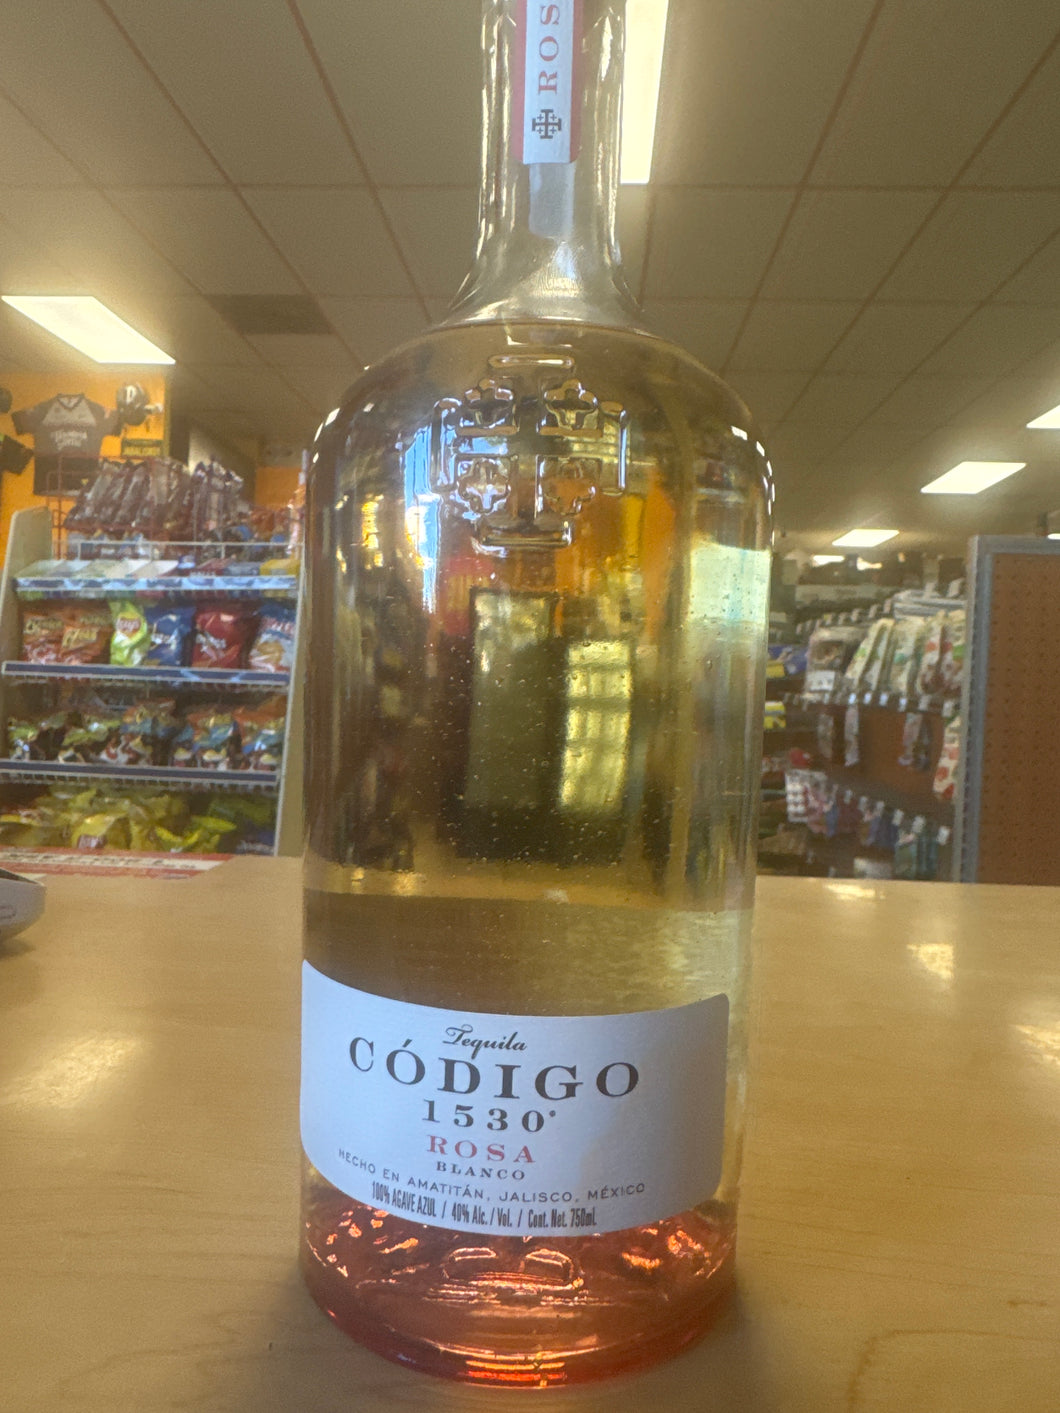 ROS
Tequila
CÓDIGO
1530®
ROSA
BLANCO
HECHO EN AMATITÁN, JALISCO, MÉXICO
100% AGAVE AZUL / 40% Alc. / Vol. / Cont. Net. 750mL
Lay's